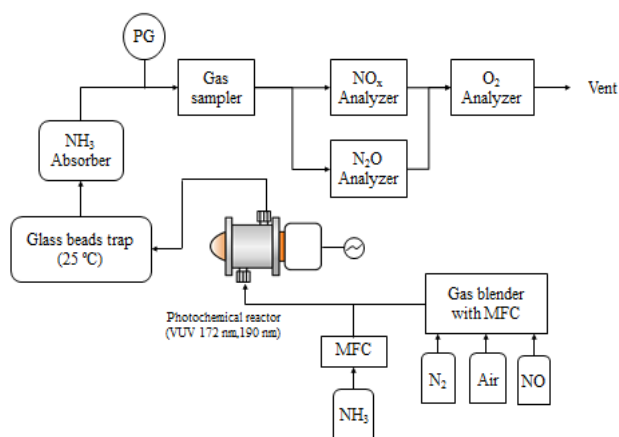 PG
Gas
sampler
NOx
Analyzer
O2
Analyzer
Vent
NH3
Absorber
N2O
Analyzer
Glass beads trap
(25 ℃)
Photochemical reactor
(VUV 172 nm,190 nm)
Gas blender
with MFC
MFC
N2
Air
NO
NH3